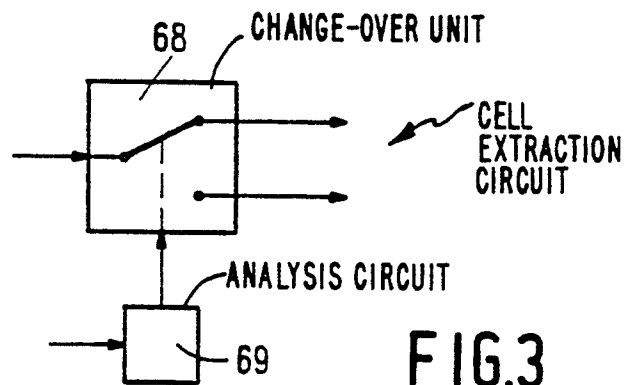 68
CHANGE-OVER UNIT
CELL
EXTRACTION
CIRCUIT
ANALYSIS CIRCUIT
69
FIG.3